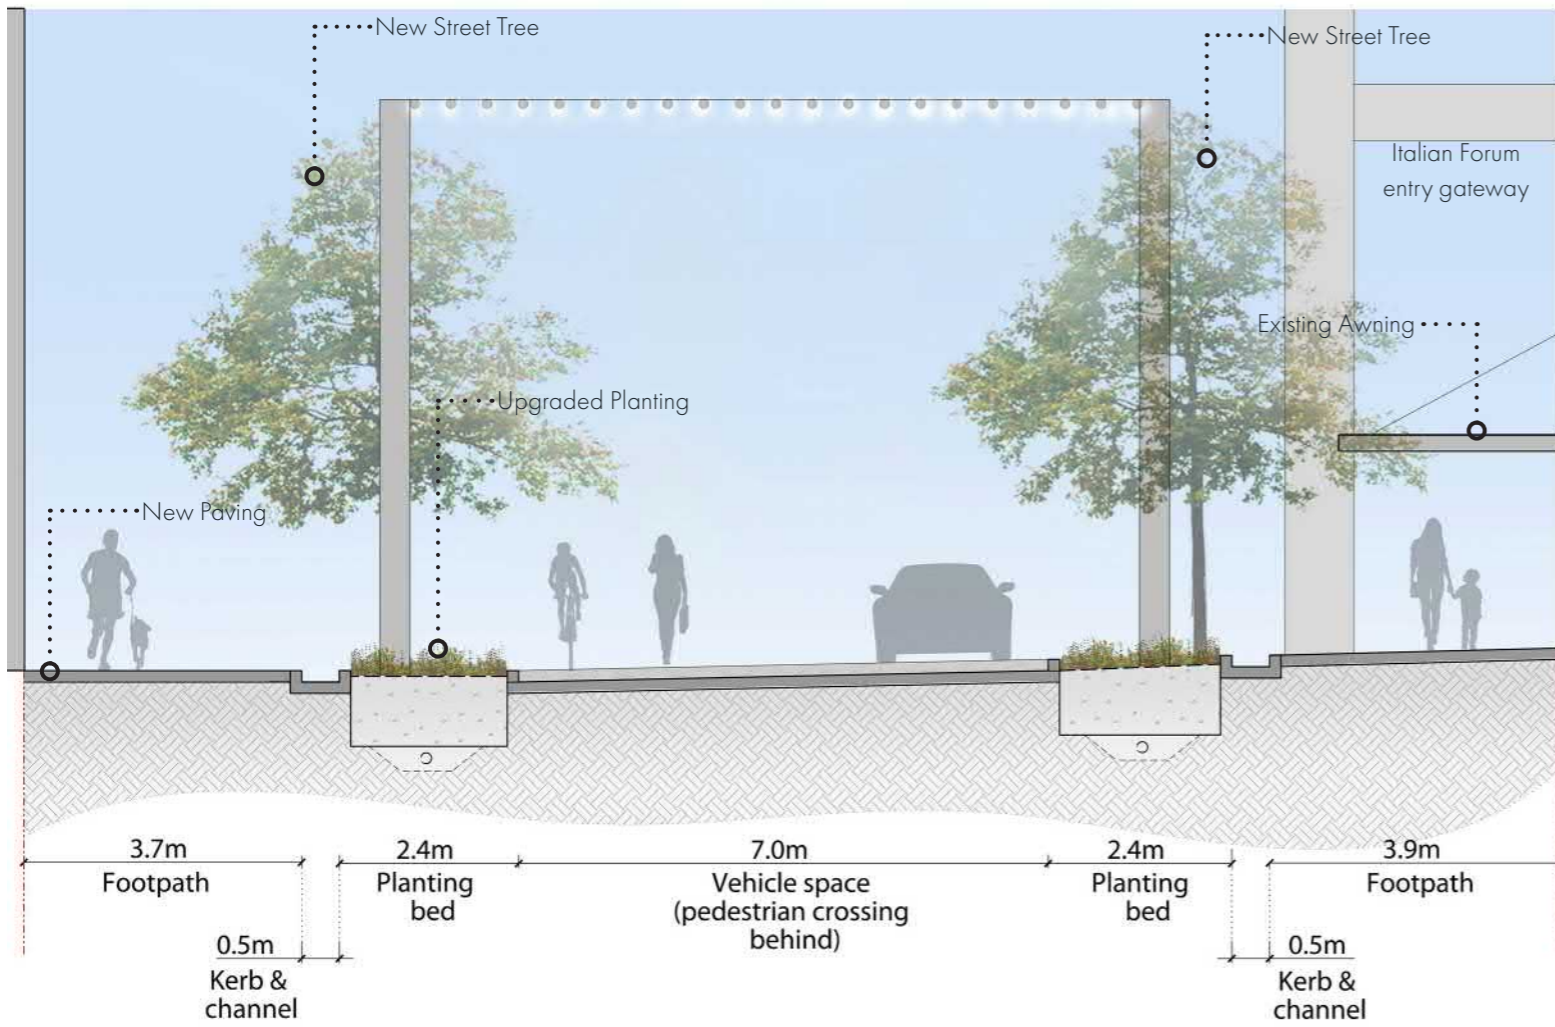 New Street Tree
New Street Tree
Italian Forum
entry gateway
Existing Awning
Upgraded Planting
New Paving
3.7m
Footpath
2.4m
Planting
bed
7.0m
Vehicle space
(pedestrian crossing
behind)
2.4m
Planting
bed
3.9m
Footpath
0.5m
Kerb &
channel
0.5m
Kerb &
channel